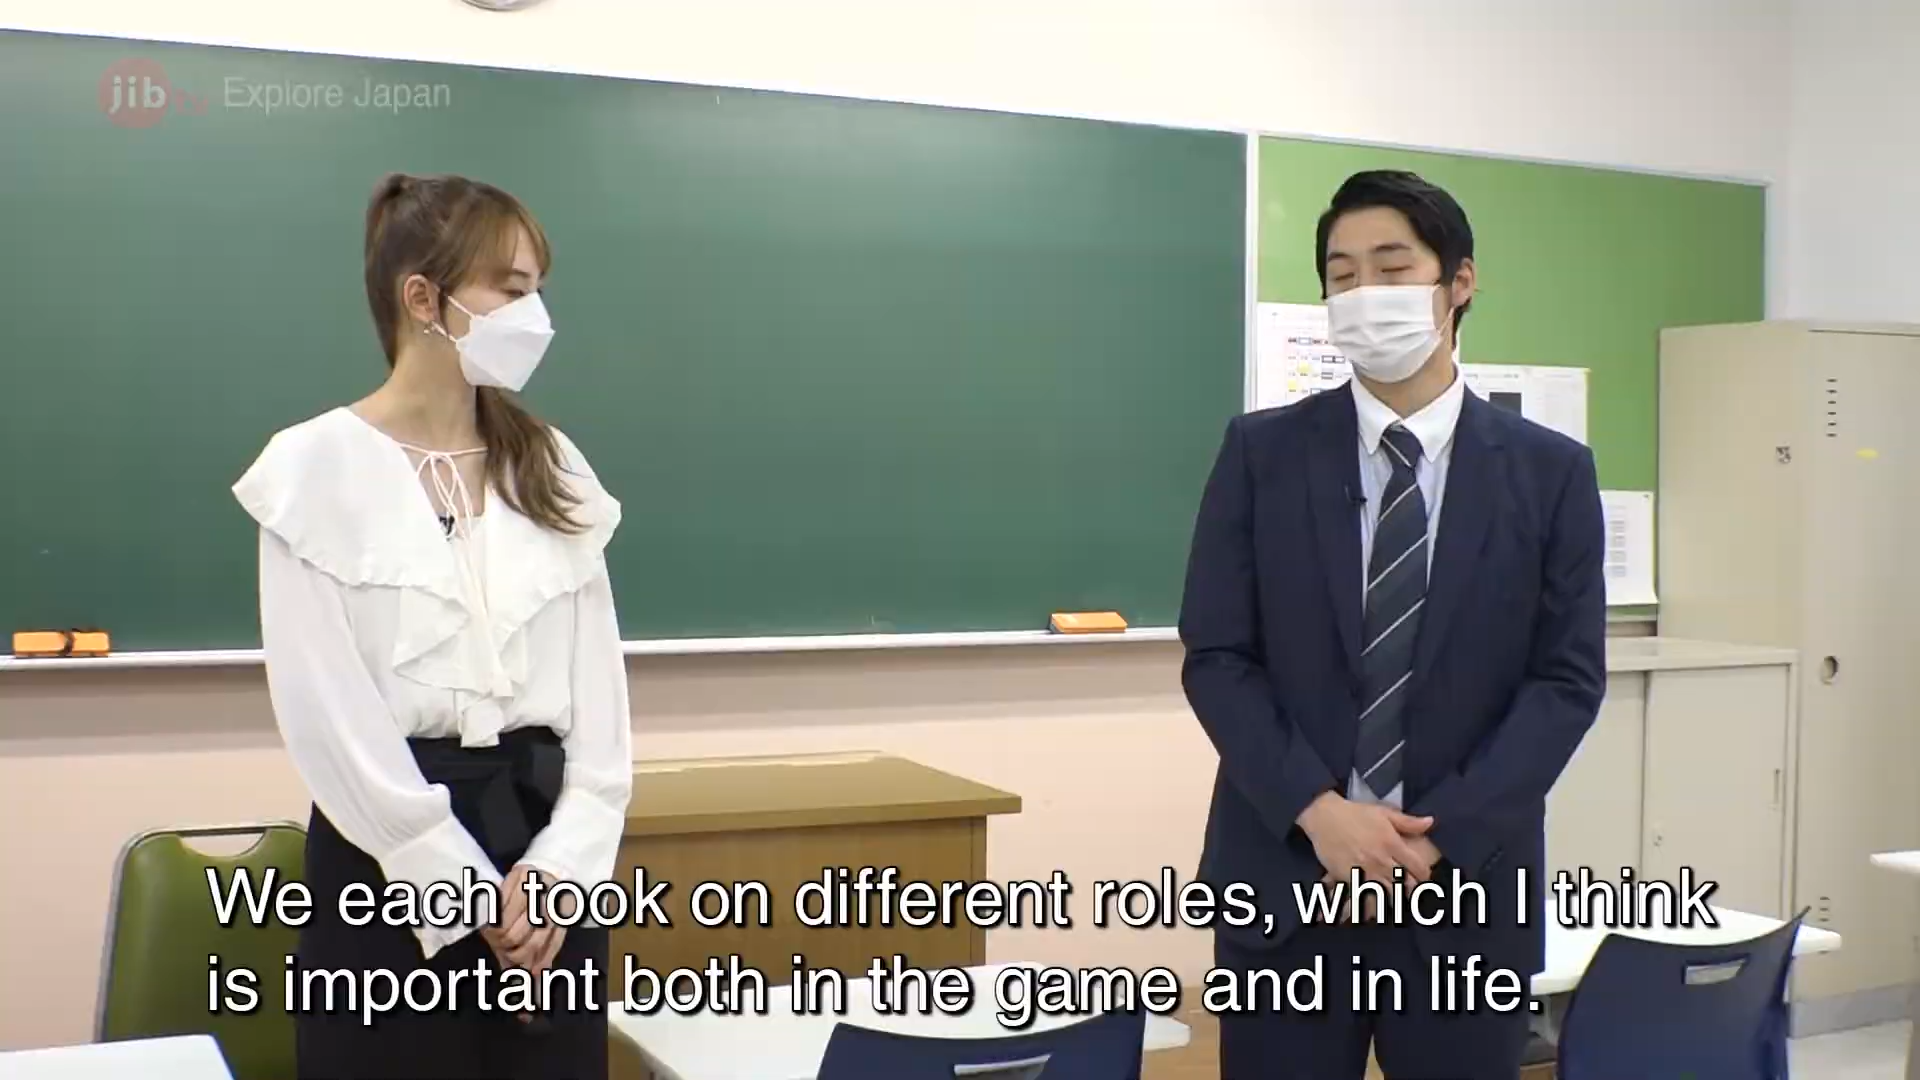 jib tv Explore Japan
We each took on different roles, which I think
is important both in the game and in life.